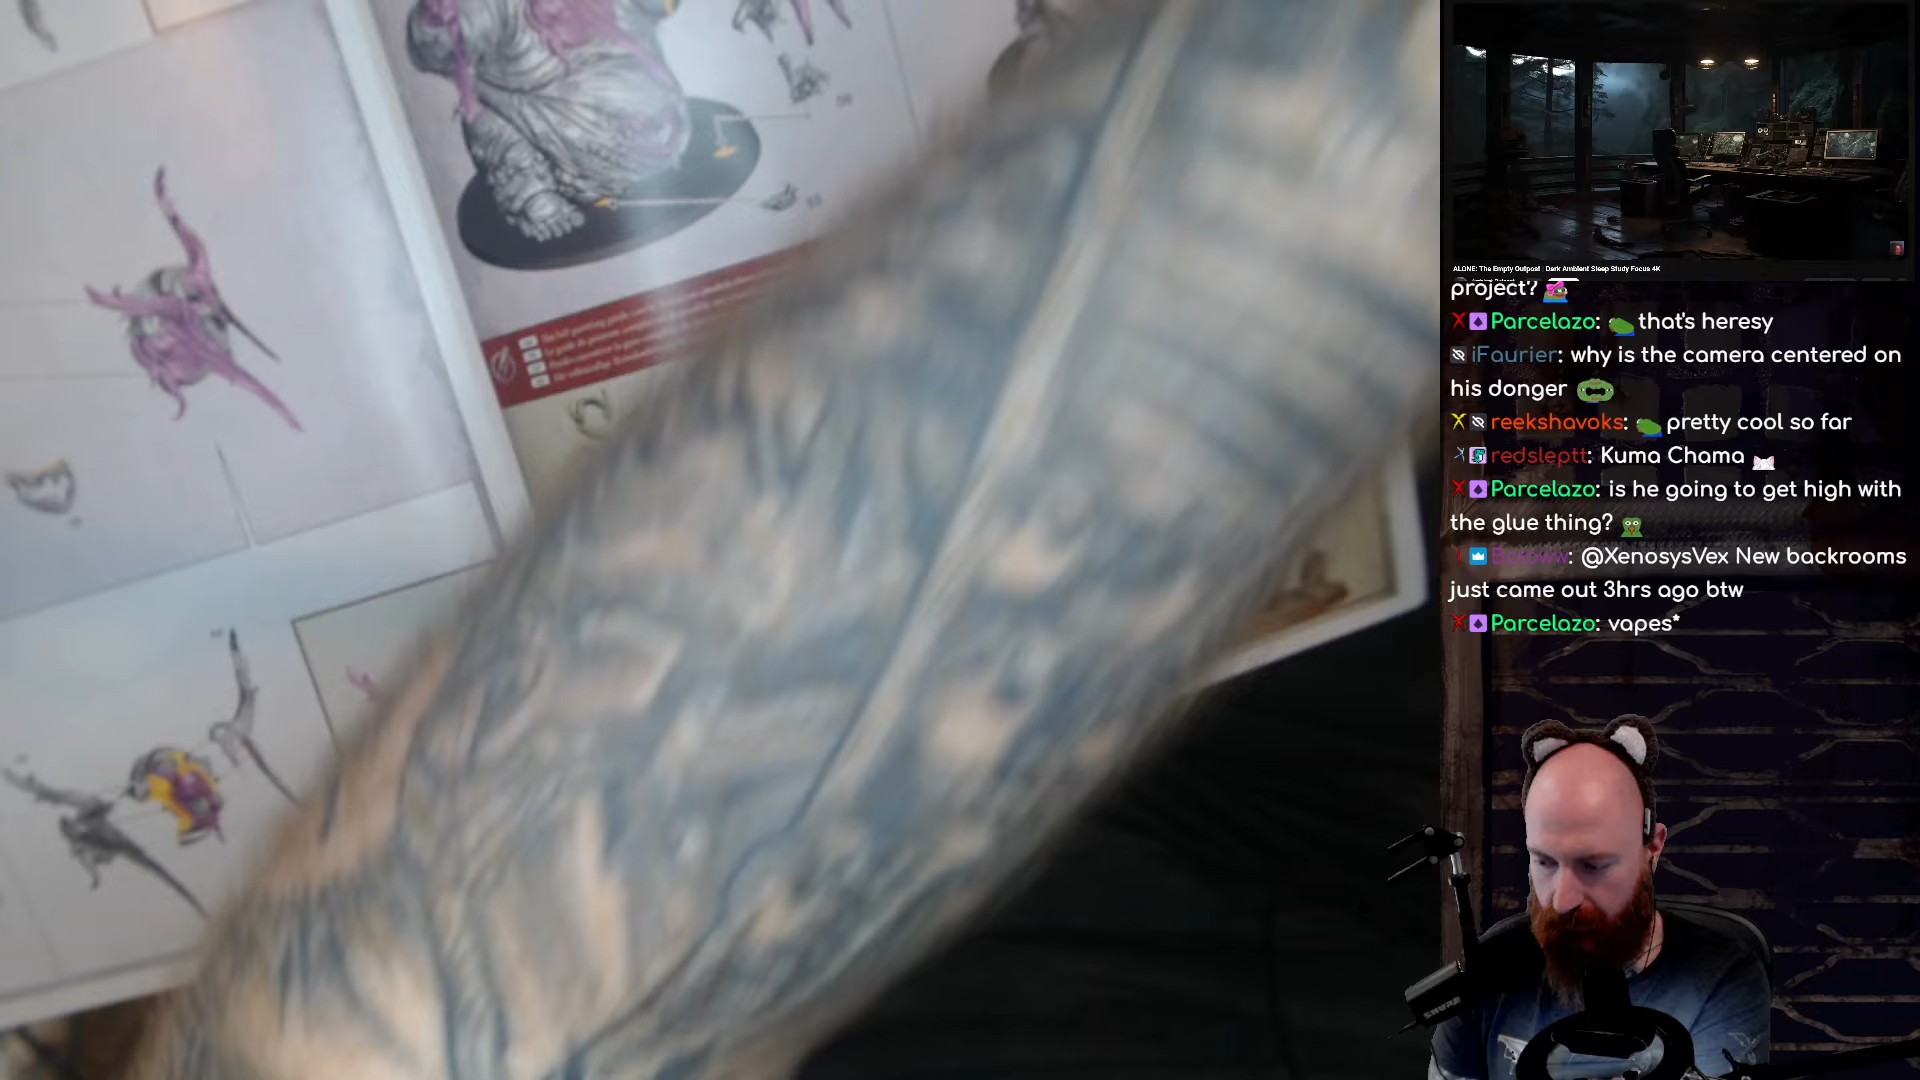 ALONE: The Empty Outpost | Dark Ambient Sleep Study Focus 4K
project?
Parcelazo: that's heresy
iFaurier: why is the camera centered on
his donger
reekshavoks: pretty cool so far
redsleptt: Kuma Chama
Parcelazo: is he going to get high with
the glue thing?
@XenosysVex New backrooms
just came out 3hrs ago btw
Parcelazo: vapes*
SHURE